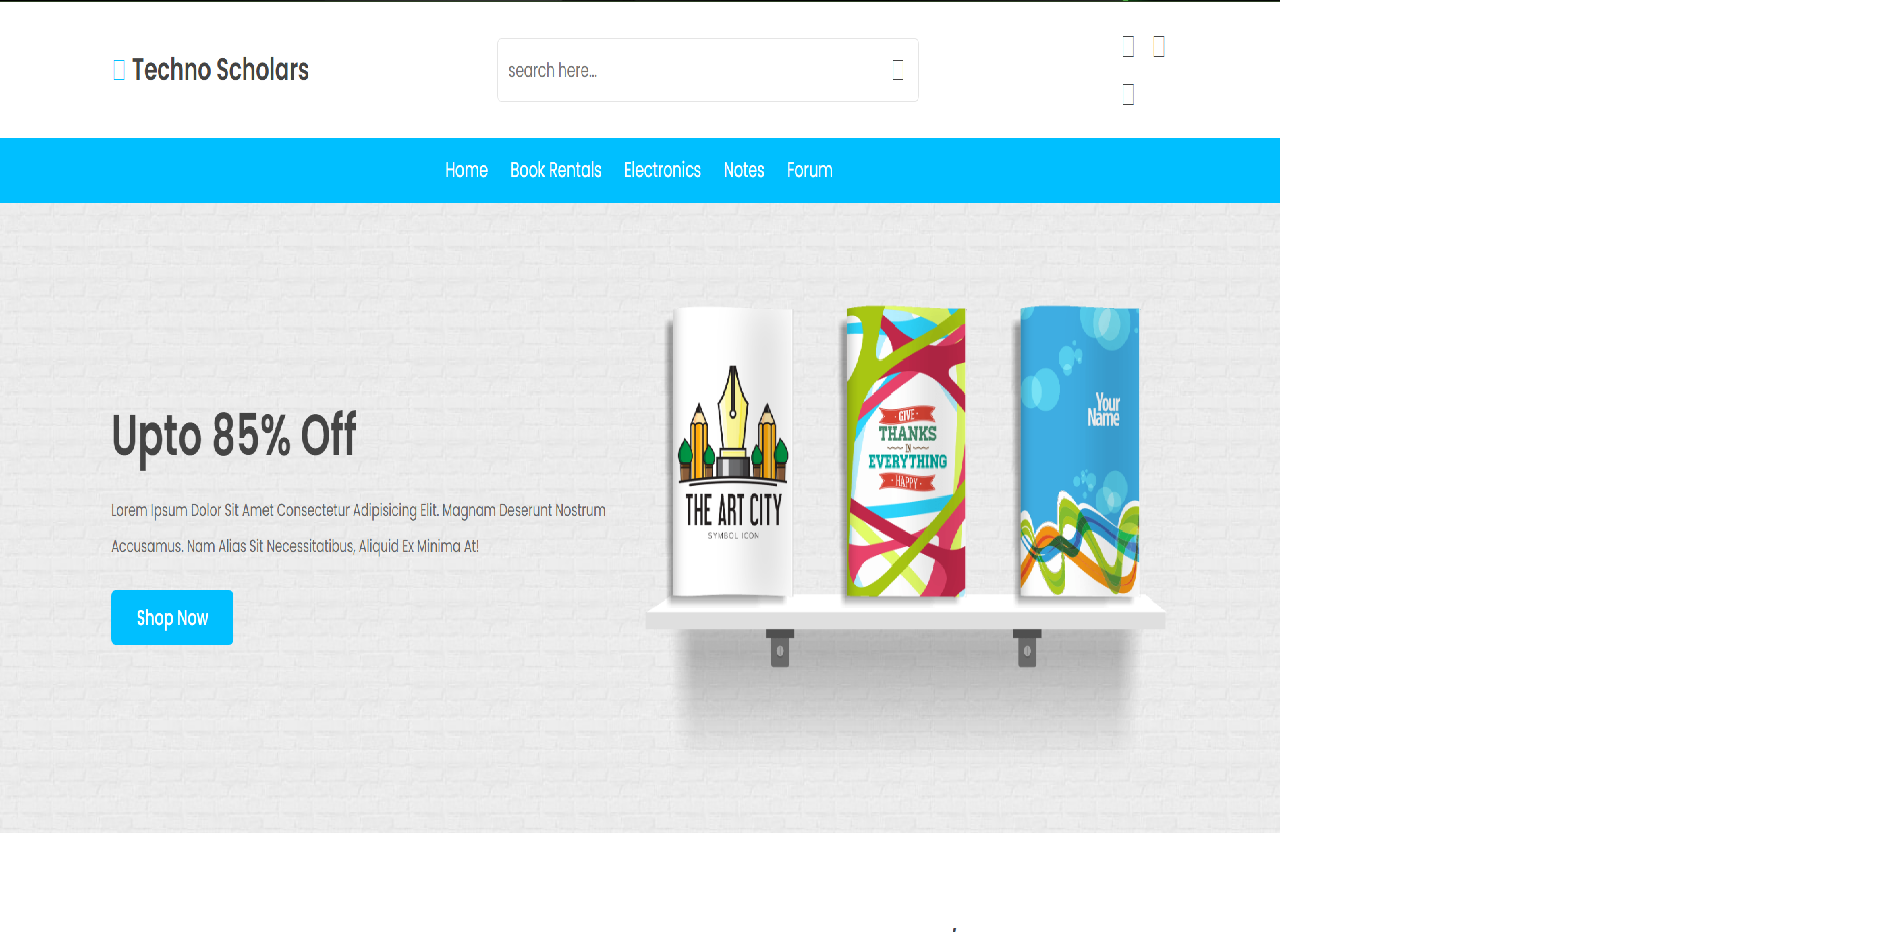 Techno Scholars
search here...
Home Book Rentals Electronics Notes Forum
Upto 85% Off
Lorem Ipsum Dolor Sit Amet Consectetur Adipisicing Elit. Magnam Deserunt Nostrum
Accusamus. Nam Alias Sit Necessitatibus, Aliquid Ex Minima At!
Shop Now
THE ART CITY
SYMBOL ICON
GIVE
THANKS
IN
EVERYTHING
HAPPY
Your
Name